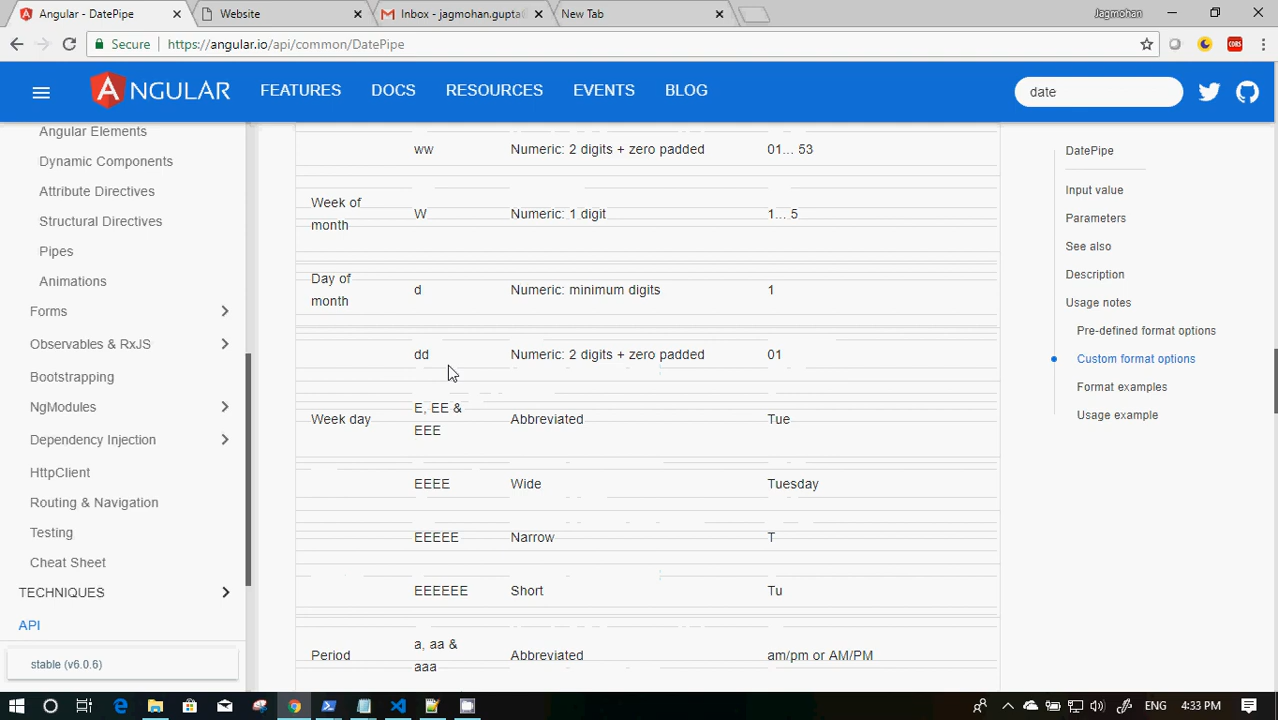 Angular - DatePipe
Website
Inbox - jagmohan.gupta
New Tab
Jagmohan
Secure
https://angular.io/api/common/DatePipe
ANGULAR
FEATURES
DOCS
RESOURCES
EVENTS
BLOG
date
Angular Elements
Dynamic Components
Attribute Directives
Structural Directives
Pipes
Animations
Forms
Observables & RxJS
Bootstrapping
NgModules
Dependency Injection
HttpClient
Routing & Navigation
Testing
Cheat Sheet
TECHNIQUES
API
stable (v6.0.6)
ww Numeric: 2 digits + zero padded 01... 53
Week of
month
W Numeric: 1 digit 1... 5
Day of
month
d Numeric: minimum digits 1
dd Numeric: 2 digits + zero padded 01
Week day
E, EE &
EEE
Abbreviated Tue
EEEE Wide Tuesday
EEEEE Narrow T
EEEEEE Short Tu
Period
a, aa &
aaa
Abbreviated am/pm or AM/PM
DatePipe
Input value
Parameters
See also
Description
Usage notes
Pre-defined format options
Custom format options
Format examples
Usage example
ENG
4:33 PM